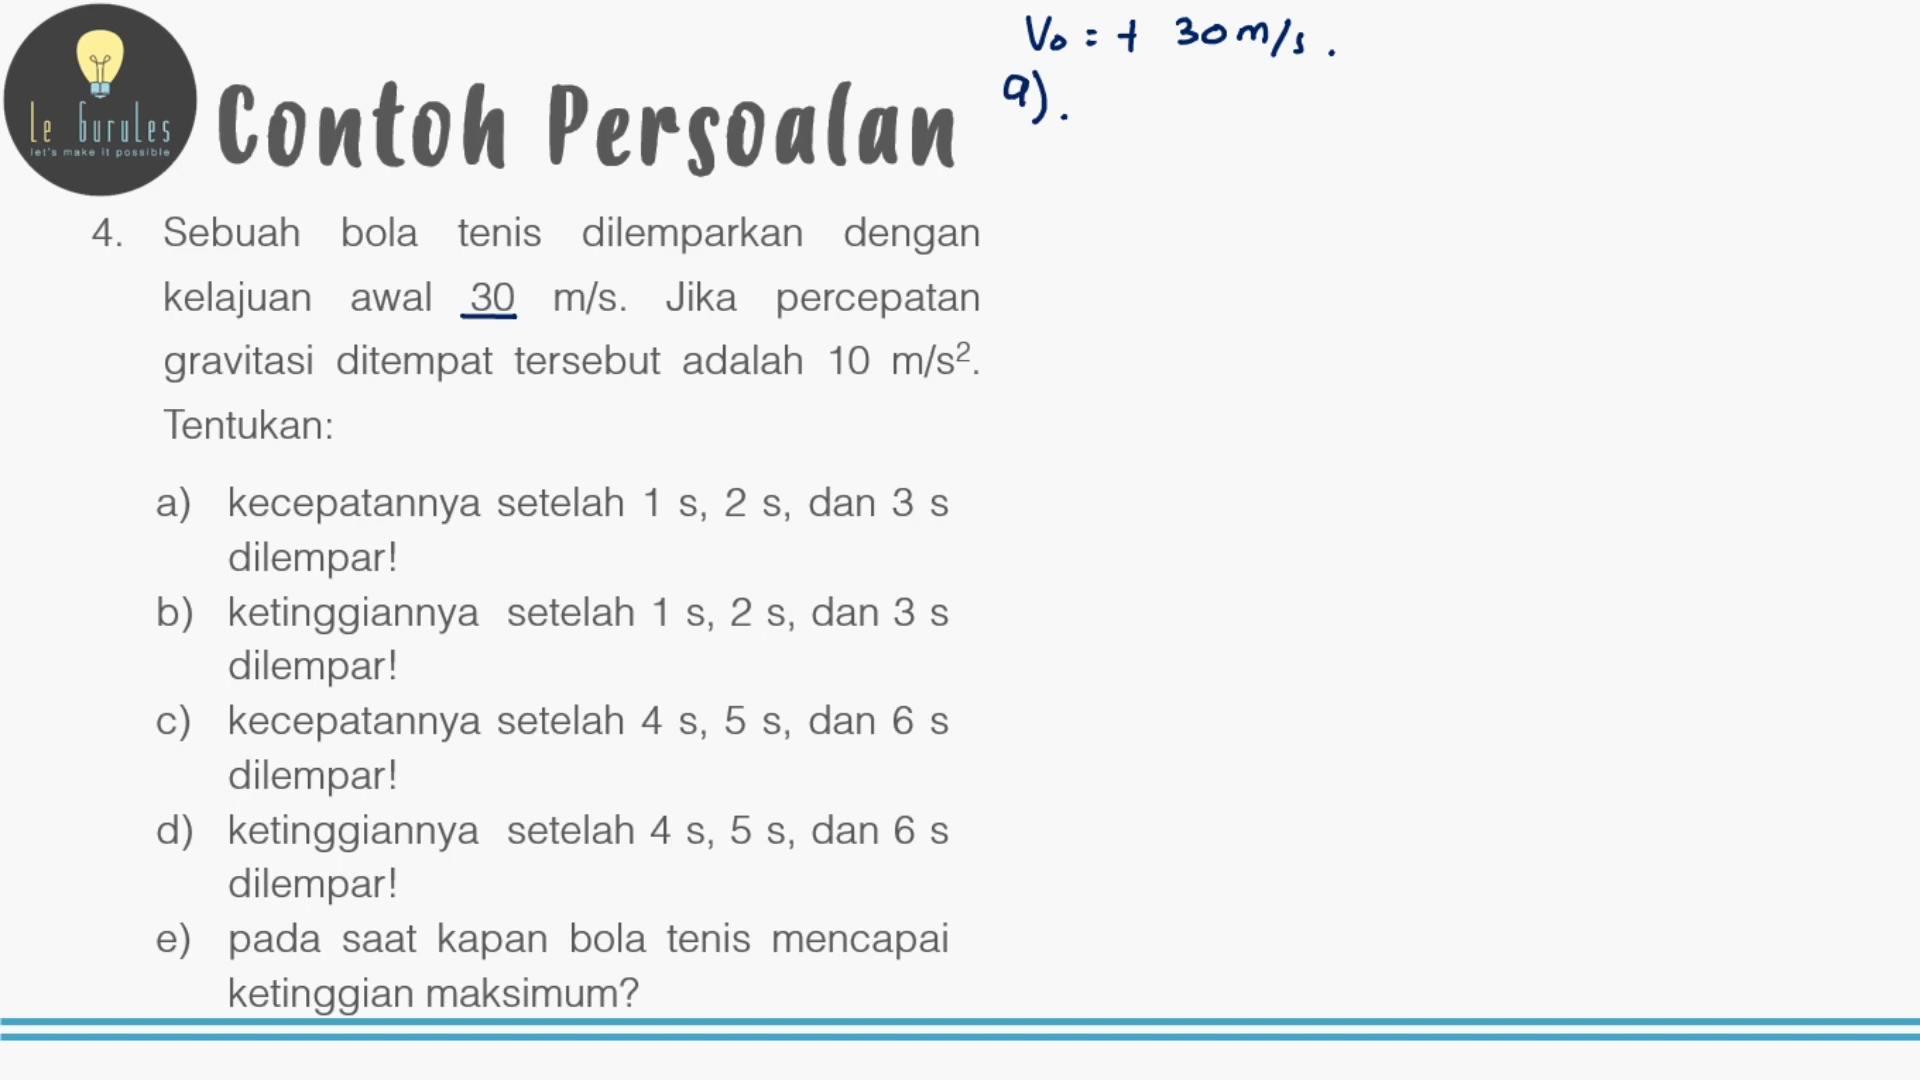 le burules
let's make it possible
Contoh Persoalan
V₀ = + 30 m/s .
a).
4. Sebuah bola tenis dilemparkan dengan
kelajuan awal 30 m/s. Jika percepatan
gravitasi ditempat tersebut adalah 10 m/s².
Tentukan:
a) kecepatannya setelah 1 s, 2 s, dan 3 s
dilempar!
b) ketinggiannya setelah 1 s, 2 s, dan 3 s
dilempar!
c) kecepatannya setelah 4 s, 5 s, dan 6 s
dilempar!
d) ketinggiannya setelah 4 s, 5 s, dan 6 s
dilempar!
e) pada saat kapan bola tenis mencapai
ketinggian maksimum?